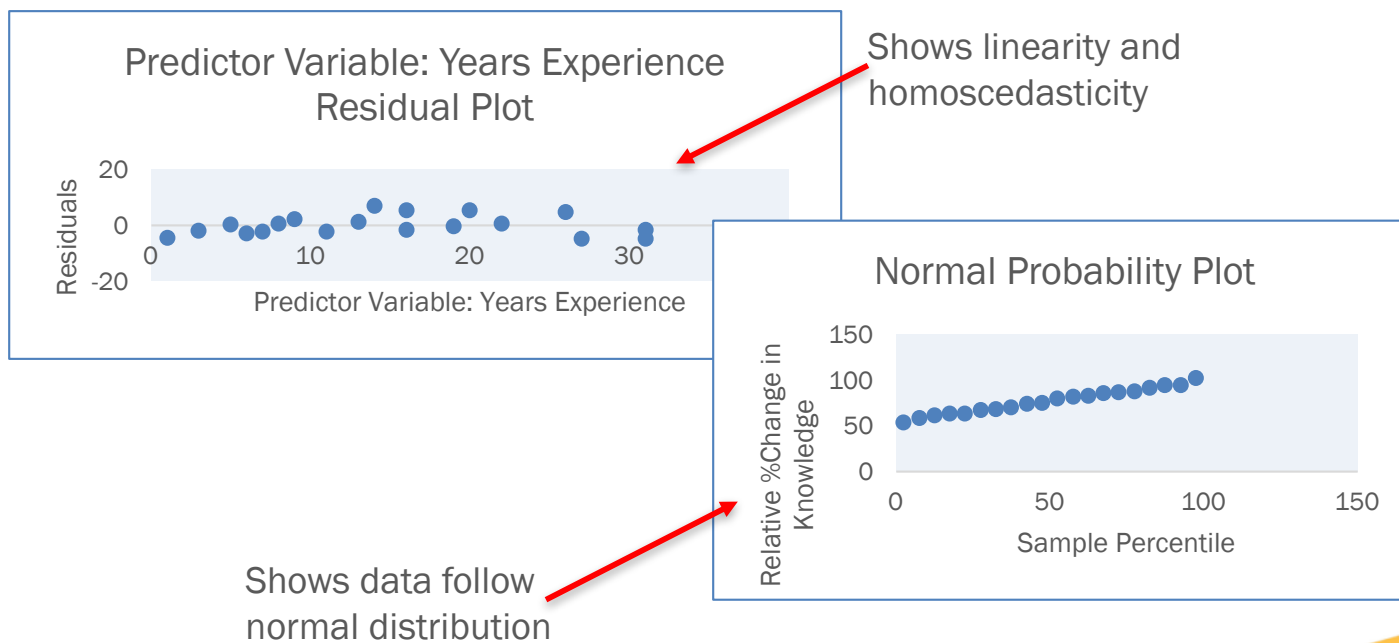 Predictor Variable: Years Experience
Residual Plot
Residuals
20
0
-20
0
10
20
30
Predictor Variable: Years Experience
Shows linearity and
homoscedasticity
Normal Probability Plot
Relative %Change in
Knowledge
150
100
50
0
0
50
100
150
Sample Percentile
Shows data follow
normal distribution